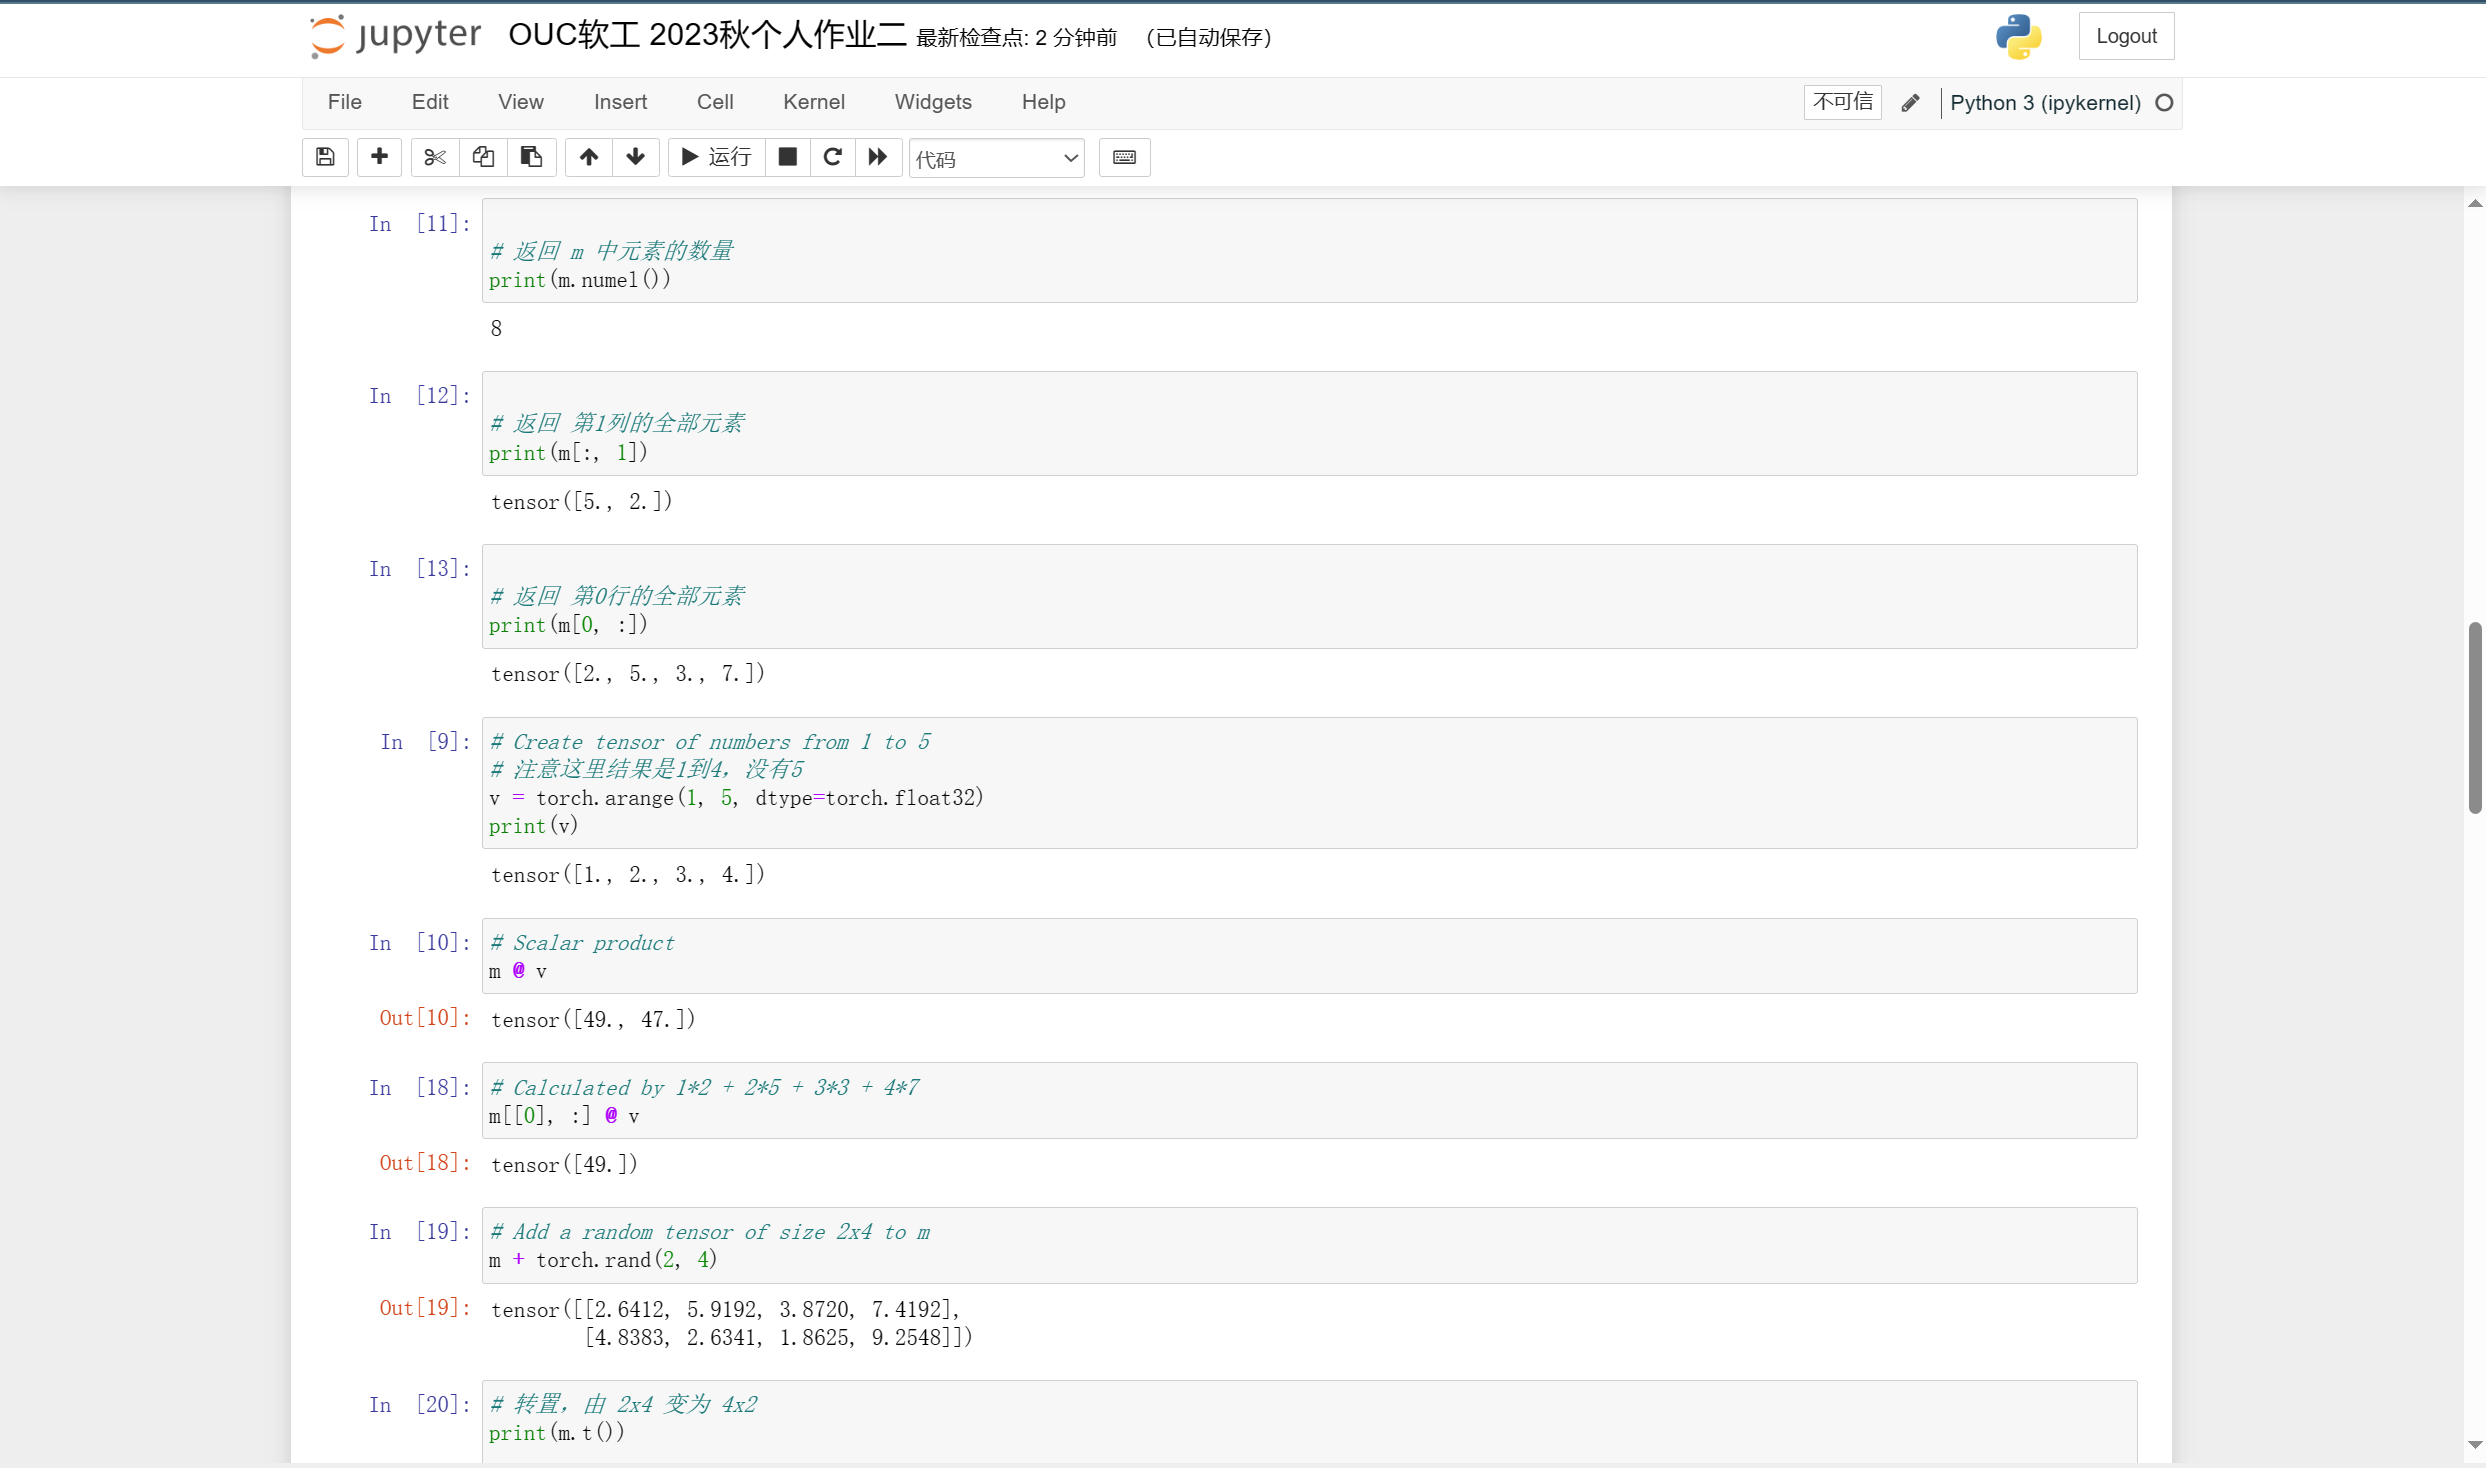 jupyter OUC软工 2023秋个人作业二 最新检查点: 2 分钟前 （已自动保存）
Logout
File Edit View Insert Cell Kernel Widgets Help
不可信 Python 3 (ipykernel)
运行 代码
In [11]:
# 返回 m 中元素的数量
print(m.numel())
8
In [12]:
# 返回 第1列的全部元素
print(m[:, 1])
tensor([5., 2.])
In [13]:
# 返回 第0行的全部元素
print(m[0, :])
tensor([2., 5., 3., 7.])
In [9]: # Create tensor of numbers from 1 to 5
# 注意这里结果是1到4，没有5
v = torch.arange(1, 5, dtype=torch.float32)
print(v)
tensor([1., 2., 3., 4.])
In [10]: # Scalar product
m @ v
Out[10]: tensor([49., 47.])
In [18]: # Calculated by 1*2 + 2*5 + 3*3 + 4*7
m[[0], :] @ v
Out[18]: tensor([49.])
In [19]: # Add a random tensor of size 2x4 to m
m + torch.rand(2, 4)
Out[19]: tensor([[2.6412, 5.9192, 3.8720, 7.4192],
[4.8383, 2.6341, 1.8625, 9.2548]])
In [20]: # 转置，由 2x4 变为 4x2
print(m.t())